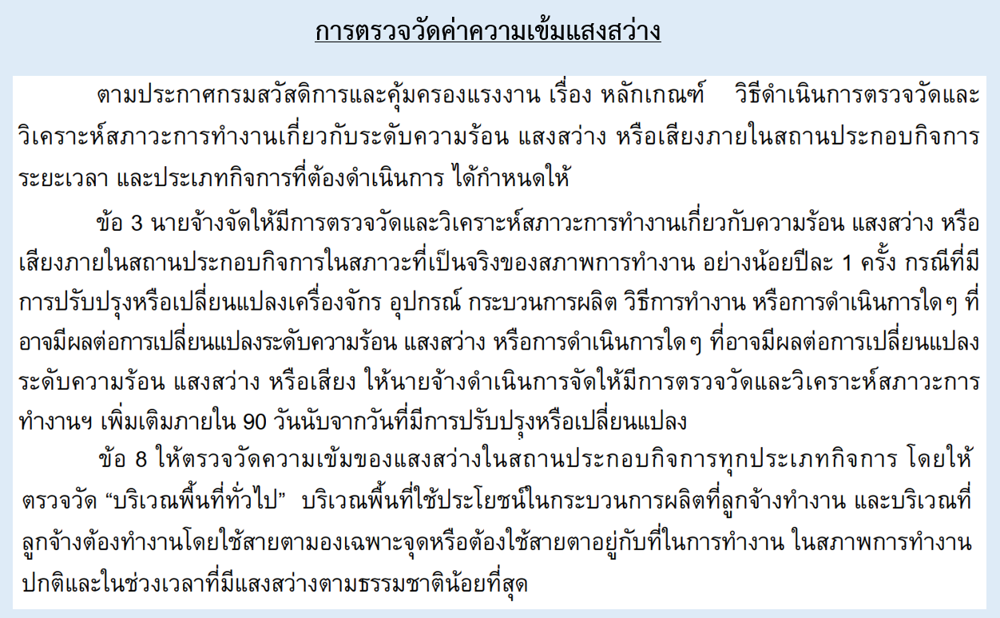 การตรวจวัดค่าความเข้มแสงสว่าง
ตามประกาศกรมสวัสดิการและคุ้มครองแรงงาน เรื่อง หลักเกณฑ์ วิธีดำเนินการตรวจวัดและ
วิเคราะห์สภาวะการทำงานเกี่ยวกับระดับความร้อน แสงสว่าง หรือเสียงภายในสถานประกอบกิจการ
ระยะเวลา และประเภทกิจการที่ต้องดำเนินการ ได้กำหนดให้
ข้อ 3 นายจ้างจัดให้มีการตรวจวัดและวิเคราะห์สภาวะการทำงานเกี่ยวกับความร้อน แสงสว่าง หรือ
เสียงภายในสถานประกอบกิจการในสภาวะที่เป็นจริงของสภาพการทำงาน อย่างน้อยปีละ 1 ครั้ง กรณีที่มี
การปรับปรุงหรือเปลี่ยนแปลงเครื่องจักร อุปกรณ์ กระบวนการผลิต วิธีการทำงาน หรือการดำเนินการใดๆ ที่
อาจมีผลต่อการเปลี่ยนแปลงระดับความร้อน แสงสว่าง หรือการดำเนินการใดๆ ที่อาจมีผลต่อการเปลี่ยนแปลง
ระดับความร้อน แสงสว่าง หรือเสียง ให้นายจ้างดำเนินการจัดให้มีการตรวจวัดและวิเคราะห์สภาวะการ
ทำงานฯ เพิ่มเติมภายใน 90 วันนับจากวันที่มีการปรับปรุงหรือเปลี่ยนแปลง
ข้อ 8 ให้ตรวจวัดความเข้มของแสงสว่างในสถานประกอบกิจการทุกประเภทกิจการ โดยให้
ตรวจวัด “บริเวณพื้นที่ทั่วไป” บริเวณพื้นที่ใช้ประโยชน์ในกระบวนการผลิตที่ลูกจ้างทำงาน และบริเวณที่
ลูกจ้างต้องทำงานโดยใช้สายตามองเฉพาะจุดหรือต้องใช้สายตาอยู่กับที่ในการทำงาน ในสภาพการทำงาน
ปกติและในช่วงเวลาที่มีแสงสว่างตามธรรมชาติน้อยที่สุด